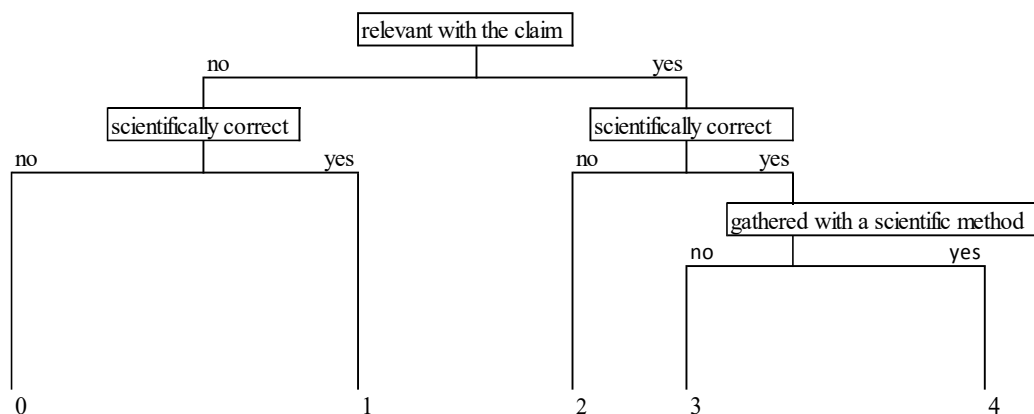 relevant with the claim
no yes
scientifically correct scientifically correct
no yes no yes
gathered with a scientific method
no yes
0 1 2 3 4